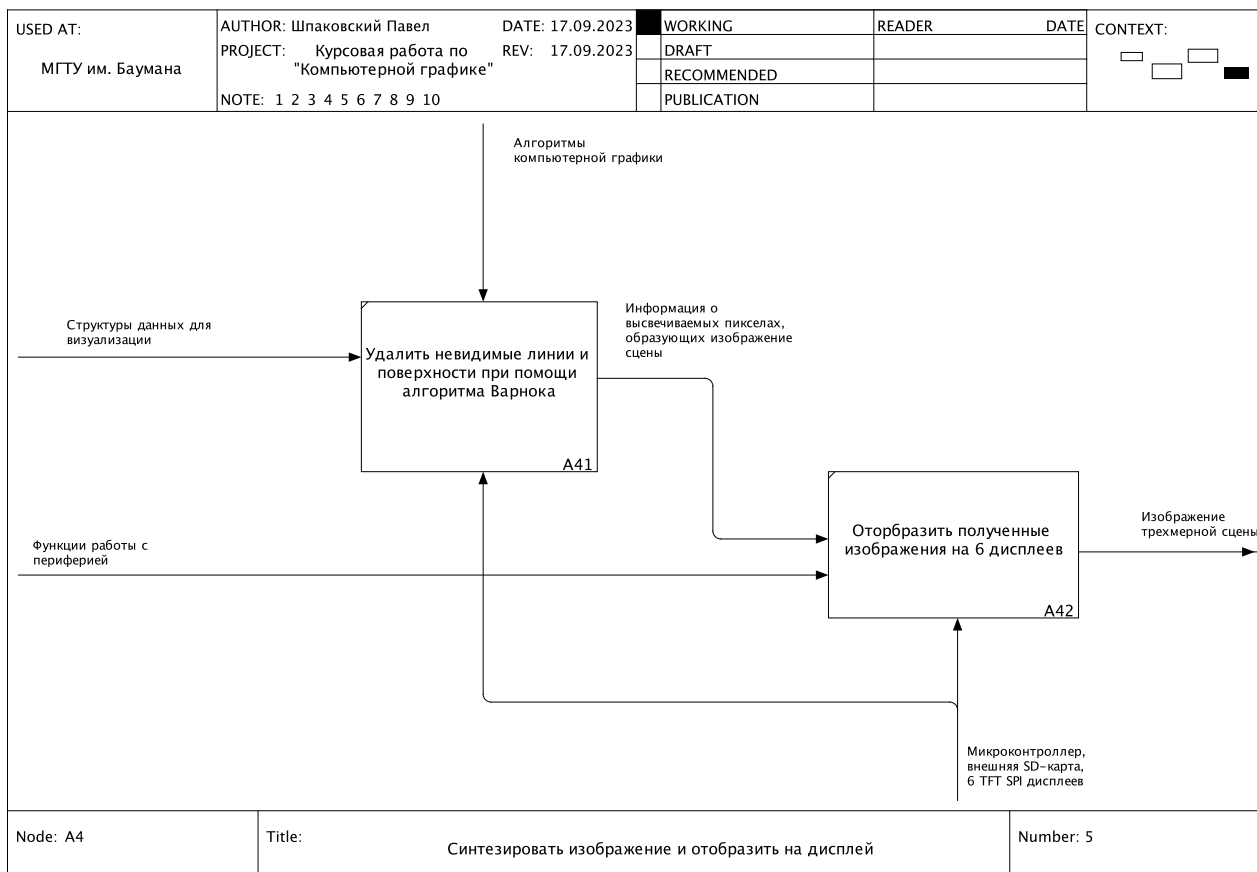 USED AT:
МГТУ им. Баумана
AUTHOR: Шпаковский Павел
DATE: 17.09.2023
PROJECT: Курсовая работа по
"Компьютерной графике"
REV: 17.09.2023
NOTE: 1 2 3 4 5 6 7 8 9 10
WORKING
DRAFT
RECOMMENDED
PUBLICATION
READER DATE
CONTEXT:
Алгоритмы
компьютерной графики
Структуры данных для
визуализации
Удалить невидимые линии и
поверхности при помощи
алгоритма Варнока
A41
Информация о
высвечиваемых пикселах,
образующих изображение
сцены
Функции работы с
периферией
Оторбразить полученные
изображения на 6 дисплеев
A42
Изображение
трехмерной сцены
Микроконтроллер,
внешняя SD-карта,
6 TFT SPI дисплеев
Node: A4
Title:
Синтезировать изображение и отобразить на дисплей
Number: 5